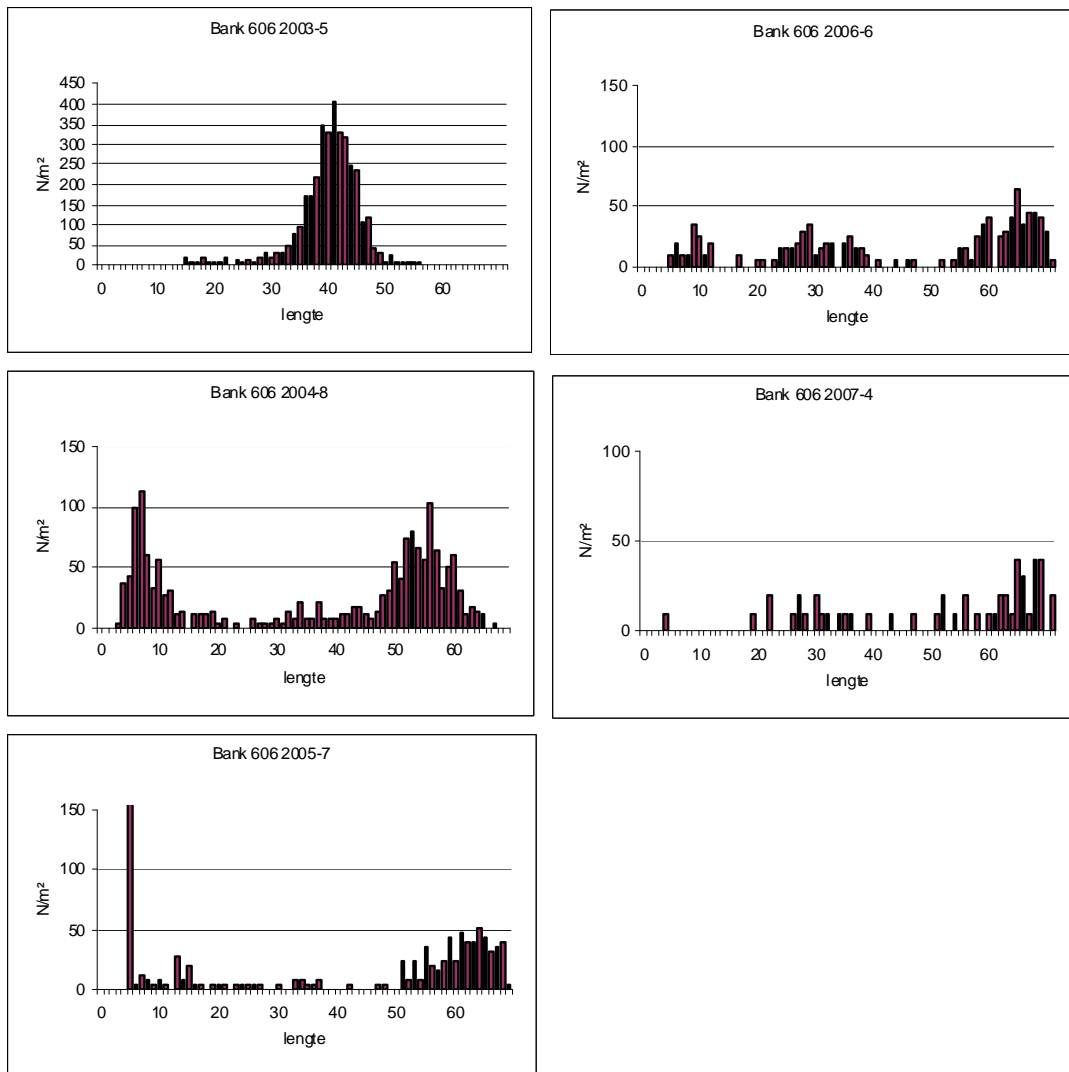 Bank 606 2003-5
450
400
350
300
250
200
150
100
50
0
N/m²
0 10 20 30 40 50 60
lengte
Bank 606 2006-6
150
100
50
0
N/m²
0 10 20 30 40 50 60
lengte
Bank 606 2004-8
150
100
50
0
N/m²
0 10 20 30 40 50 60
lengte
Bank 606 2007-4
100
50
0
N/m²
0 10 20 30 40 50 60
lengte
Bank 606 2005-7
150
100
50
0
N/m²
0 10 20 30 40 50 60
lengte